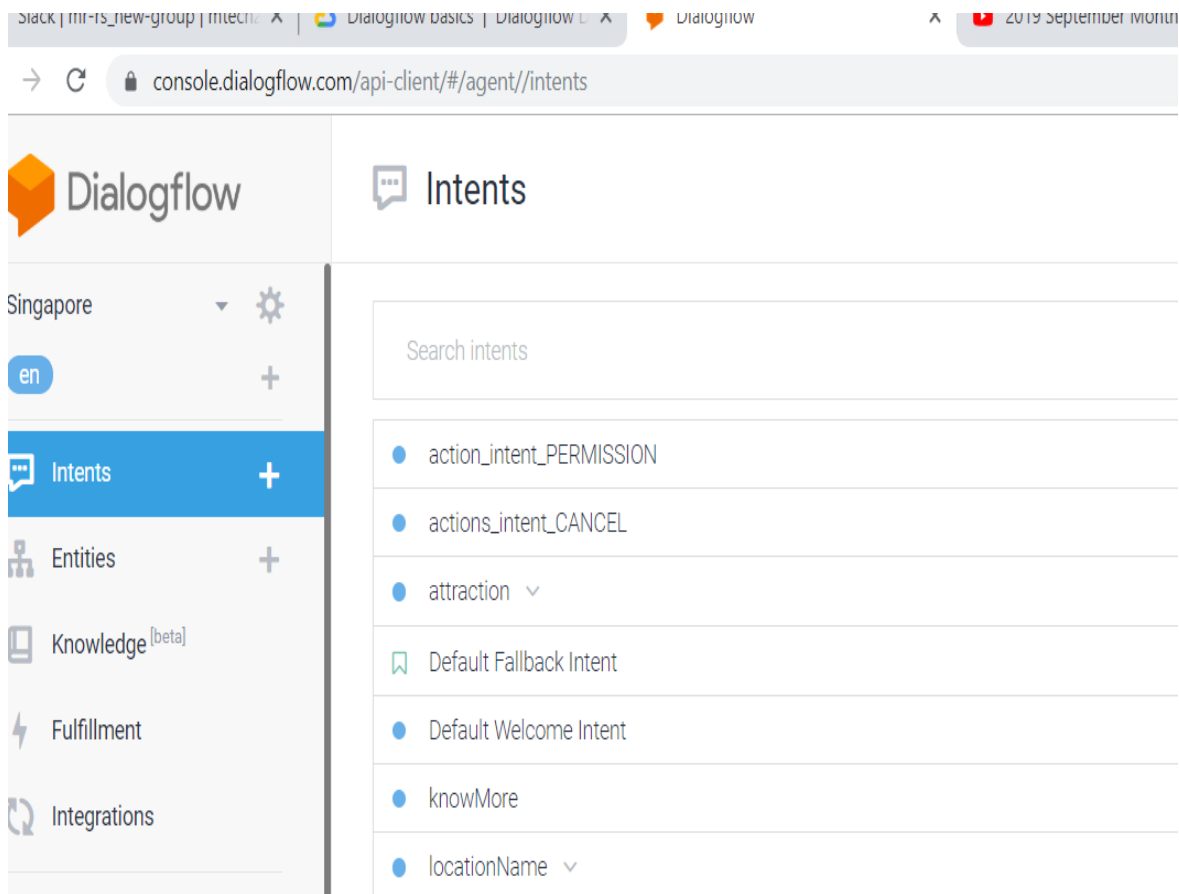 Slack | mr-rs_new-group | mtech
Dialogflow basics | Dialogflow D
Dialogflow
2019 September Month
console.dialogflow.com/api-client/#/agent//intents
Dialogflow
Intents
Singapore
Search intents
en
action_intent_PERMISSION
Intents
actions_intent_CANCEL
Entities
attraction
Knowledge [beta]
Default Fallback Intent
Fulfillment
Default Welcome Intent
knowMore
Integrations
locationName